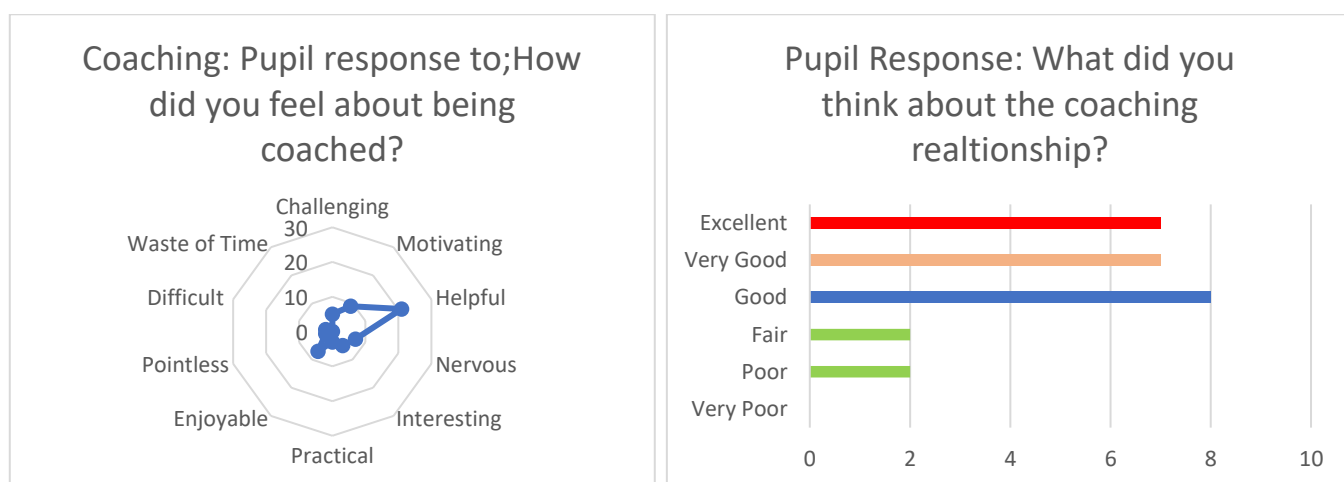 Coaching: Pupil response to;How
did you feel about being
coached?
Challenging
30
Waste of Time
Motivating
20
Difficult
10
Helpful
0
Pointless
Nervous
Enjoyable
Interesting
Practical
Pupil Response: What did you
think about the coaching
realtionship?
Excellent
Very Good
Good
Fair
Poor
Very Poor
0 2 4 6 8 10